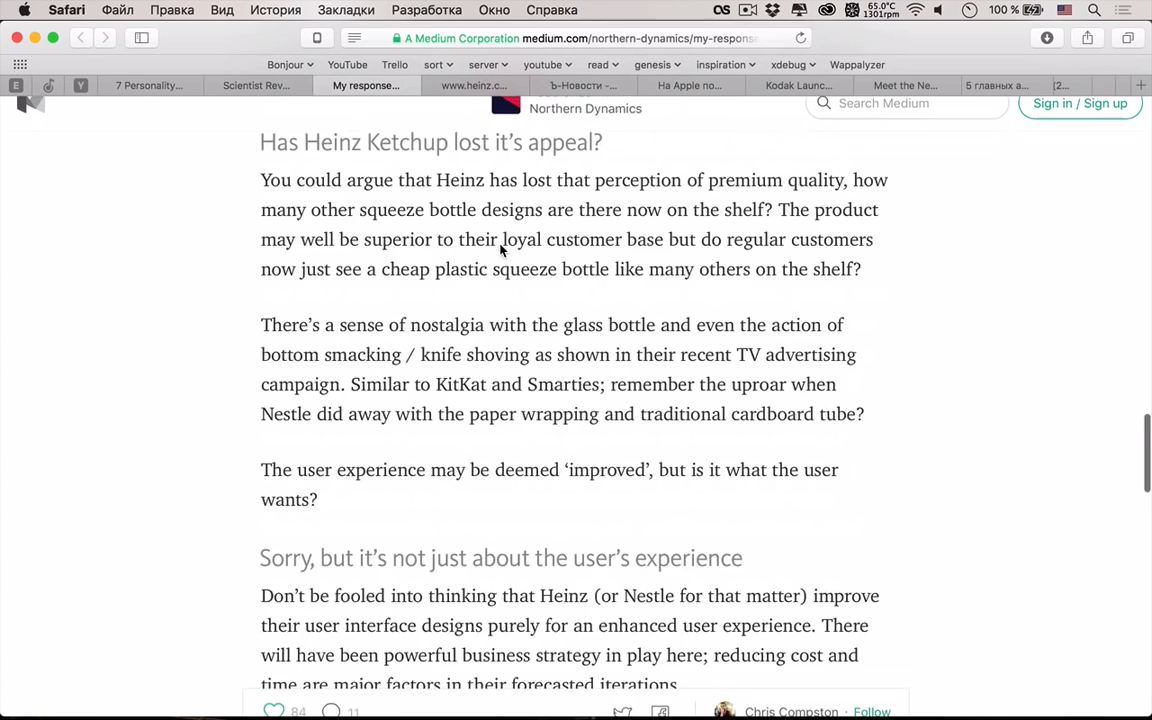 Safari Файл Правка Вид История Закладки Разработка Окно Справка 65.0°C 1301rpm 100 %
A Medium Corporation medium.com/northern-dynamics/my-respons
Bonjour YouTube Trello sort server youtube read genesis inspiration xdebug Wappalyzer
E Y 7 Personality... Scientist Rev... My response... www.heinz.c... Ъ-Новости -... На Apple по... Kodak Launc... Meet the Ne... 5 главных а... (2...
Northern Dynamics Search Medium Sign in / Sign up
Has Heinz Ketchup lost it’s appeal?
You could argue that Heinz has lost that perception of premium quality, how
many other squeeze bottle designs are there now on the shelf? The product
may well be superior to their loyal customer base but do regular customers
now just see a cheap plastic squeeze bottle like many others on the shelf?
There’s a sense of nostalgia with the glass bottle and even the action of
bottom smacking / knife shoving as shown in their recent TV advertising
campaign. Similar to KitKat and Smarties; remember the uproar when
Nestle did away with the paper wrapping and traditional cardboard tube?
The user experience may be deemed ‘improved’, but is it what the user
wants?
Sorry, but it’s not just about the user’s experience
Don’t be fooled into thinking that Heinz (or Nestle for that matter) improve
their user interface designs purely for an enhanced user experience. There
will have been powerful business strategy in play here; reducing cost and
time are major factors in their forecasted iterations.
84 11 Chris Compston · Follow